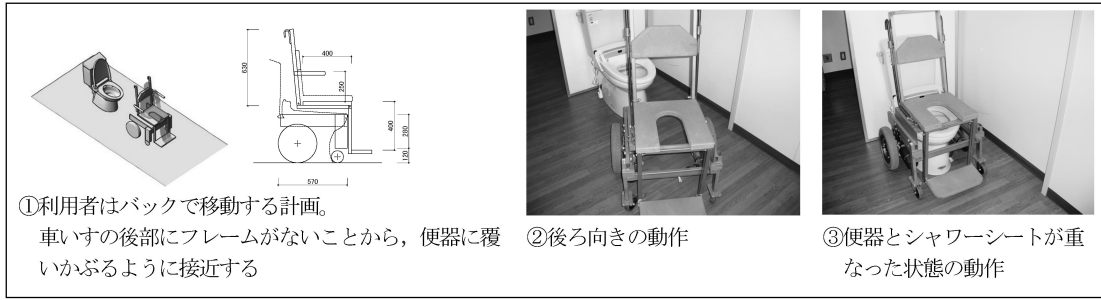 630
400
250
400
280
120
570
①利用者はバックで移動する計画。
車いすの後部にフレームがないことから，便器に覆
いかぶるように接近する
②後ろ向きの動作
③便器とシャワーシートが重
なった状態の動作